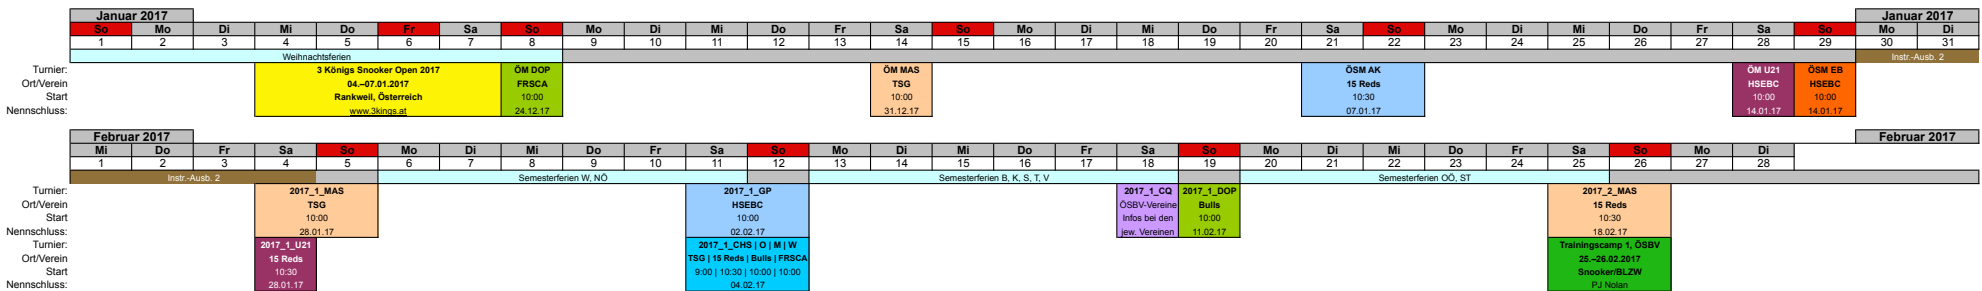 Januar 2017 Januar 2017
So Mo Di Mi Do Fr Sa So Mo Di Mi Do Fr Sa So Mo Di Mi Do Fr Sa So Mo Di Mi Do Fr Sa So Mo Di
1 2 3 4 5 6 7 8 9 10 11 12 13 14 15 16 17 18 19 20 21 22 23 24 25 26 27 28 29 30 31
Weihnachtsferien Instr.-Ausb. 2
Turnier: 3 Königs Snooker Open 2017 ÖM DOP ÖM MAS ÖSM AK ÖM U21 ÖSM EB
Ort/Verein 04.–07.01.2017 FRSCA TSG 15 Reds HSEBC HSEBC
Start Rankweil, Österreich 10:00 10:00 10:30 10:00 10:00
Nennschluss: www.3kings.at 24.12.17 31.12.17 07.01.17 14.01.17 14.01.17
Februar 2017 Februar 2017
Mi Do Fr Sa So Mo Di Mi Do Fr Sa So Mo Di Mi Do Fr Sa So Mo Di Mi Do Fr Sa So Mo Di
1 2 3 4 5 6 7 8 9 10 11 12 13 14 15 16 17 18 19 20 21 22 23 24 25 26 27 28
Instr.-Ausb. 2 Semesterferien W, NÖ Semesterferien B, K, S, T, V Semesterferien OÖ, ST
Turnier: 2017_1_MAS 2017_1_GP 2017_1_CQ 2017_1_DOP 2017_2_MAS
Ort/Verein TSG HSEBC ÖSBV-Vereine Bulls 15 Reds
Start 10:00 10:00 Infos bei den 10:00 10:30
Nennschluss: 28.01.17 02.02.17 jew. Vereinen 11.02.17 18.02.17
Turnier: 2017_1_U21 2017_1_CHS | O | M | W Trainingscamp 1, ÖSBV
Ort/Verein 15 Reds TSG | 15 Reds | Bulls | FRSCA 25.–26.02.2017
Start 10:30 9:00 | 10:30 | 10:00 | 10:00 Snooker/BLZW
Nennschluss: 28.01.17 04.02.17 PJ Nolan